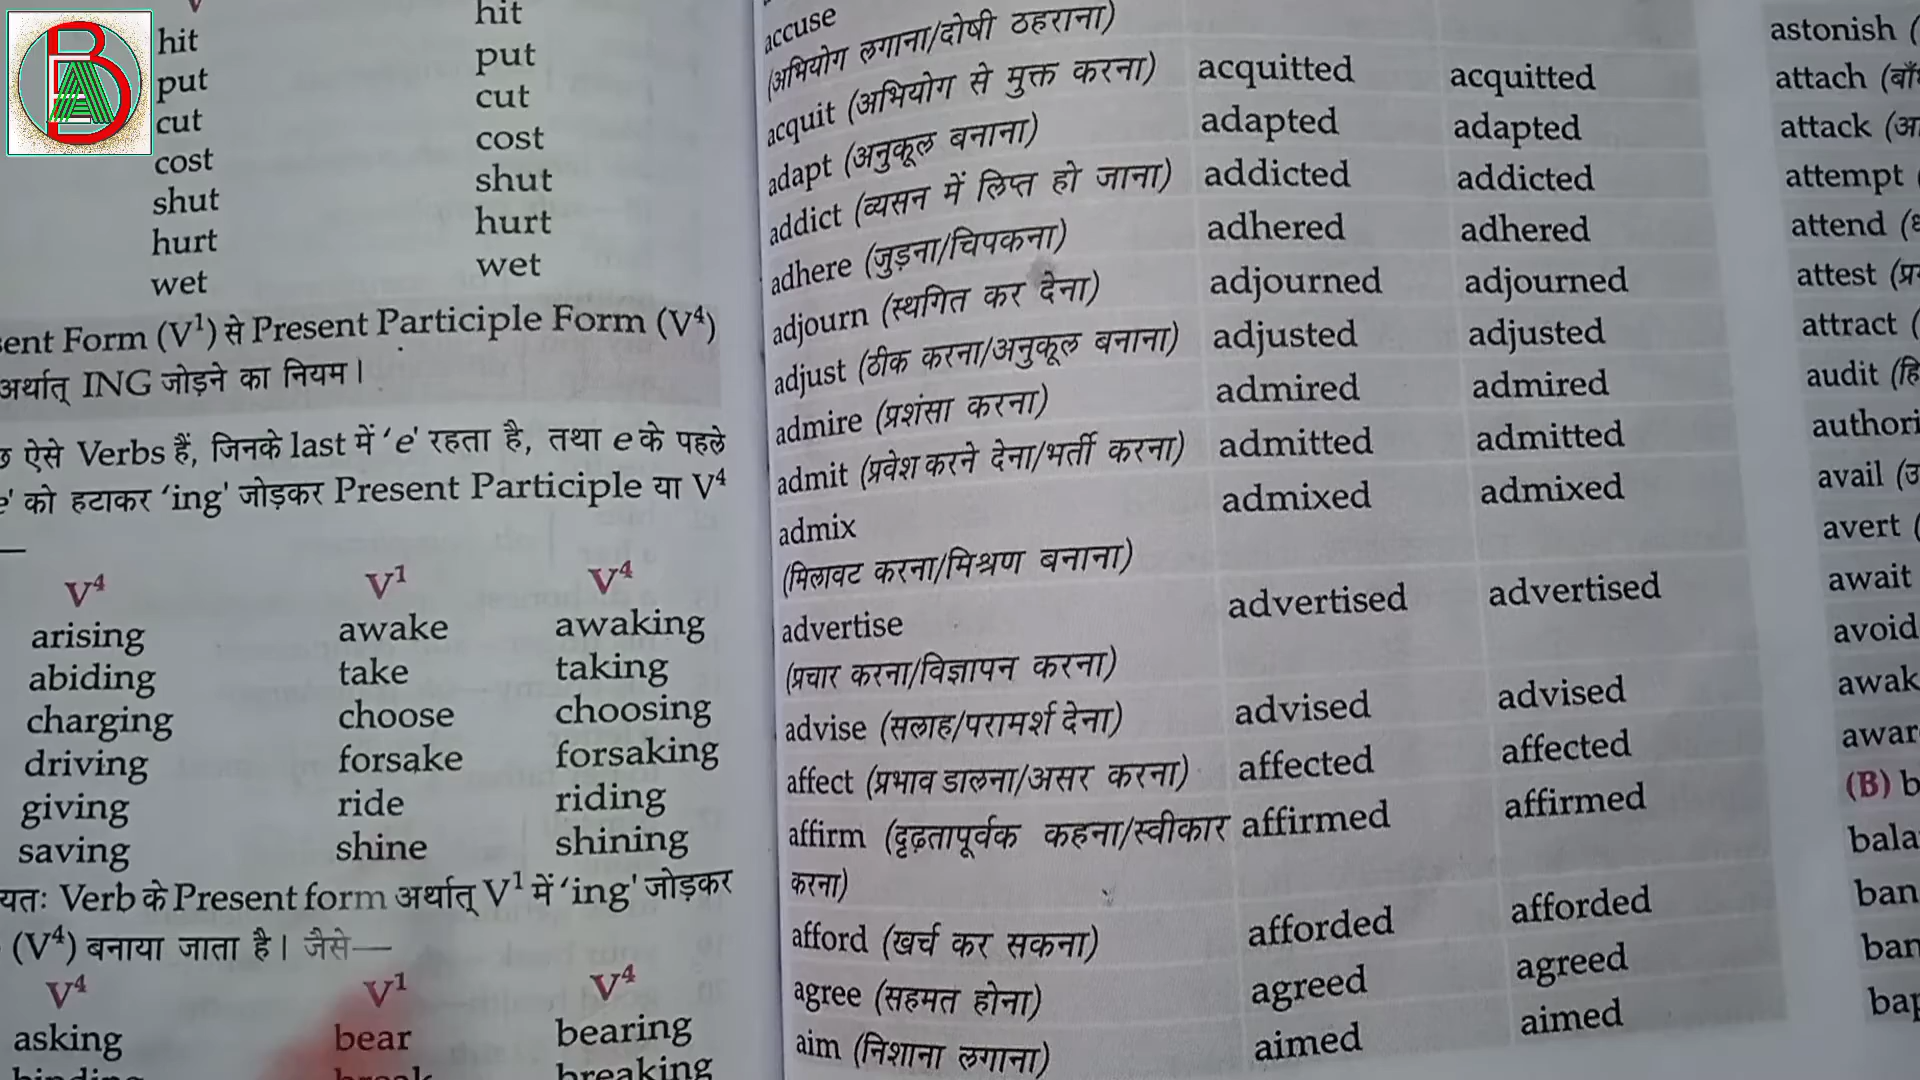 hit hit
put put
cut cut
cost cost
shut shut
hurt hurt
wet wet
sent Form (V¹) से Present Participle Form (V⁴)
अर्थात् ING जोड़ने का नियम।
ऐसे Verbs हैं, जिनके last में 'e' रहता है, तथा e के पहले
e' को हटाकर 'ing' जोड़कर Present Participle या V⁴
—
V⁴ V¹ V⁴
arising awake awaking
abiding take taking
charging choose choosing
driving forsake forsaking
giving ride riding
saving shine shining
यतः Verb के Present form अर्थात् V¹ में 'ing' जोड़कर
(V⁴) बनाया जाता है। जैसे—
V⁴ V¹ V⁴
asking bear bearing
breaking
accuse
(अभियोग लगाना/दोषी ठहराना)
acquit (अभियोग से मुक्त करना) acquitted acquitted
adapt (अनुकूल बनाना) adapted adapted
addict (व्यसन में लिप्त हो जाना) addicted addicted
adhere (जुड़ना/चिपकना) adhered adhered
adjourn (स्थगित कर देना) adjourned adjourned
adjust (ठीक करना/अनुकूल बनाना) adjusted adjusted
admire (प्रशंसा करना) admired admired
admit (प्रवेश करने देना/भर्ती करना) admitted admitted
admix admixed admixed
(मिलावट करना/मिश्रण बनाना)
advertise advertised advertised
(प्रचार करना/विज्ञापन करना)
advise (सलाह/परामर्श देना) advised advised
affect (प्रभाव डालना/असर करना) affected affected
affirm (दृढ़तापूर्वक कहना/स्वीकार affirmed affirmed
करना)
afford (खर्च कर सकना) afforded afforded
agree (सहमत होना) agreed agreed
aim (निशाना लगाना) aimed aimed
astonish (
attach (
attack (
attempt
attend (
attest (
attract (
audit (
authori
avail (
avert (
await
avoid
awak
awar
(B) b
bala
ban
ban
bap